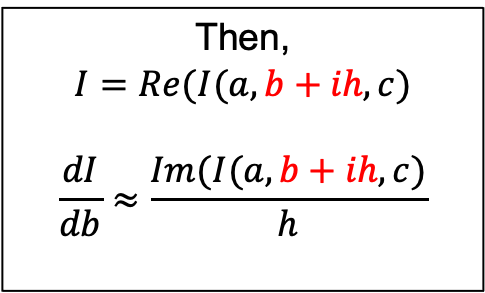 Then,
I = Re(I(a, b + ih, c)
dI/db ≈ Im(I(a, b + ih, c)/h